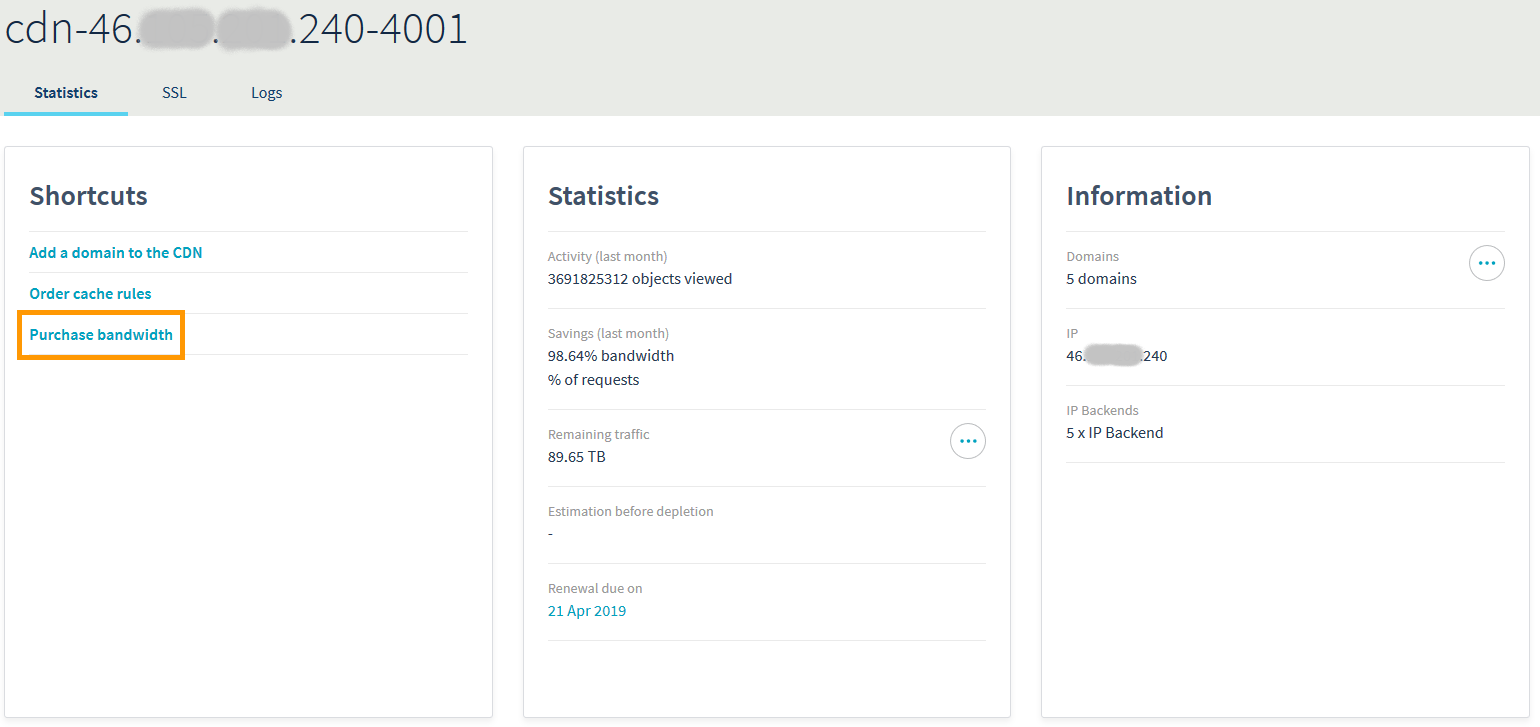 cdn-46. . .240-4001
Statistics SSL Logs
Shortcuts
Add a domain to the CDN
Order cache rules
Purchase bandwidth
Statistics
Activity (last month)
3691825312 objects viewed
Savings (last month)
98.64% bandwidth
% of requests
Remaining traffic
89.65 TB
Estimation before depletion
-
Renewal due on
21 Apr 2019
Information
Domains
5 domains
IP
46. .240
IP Backends
5 x IP Backend